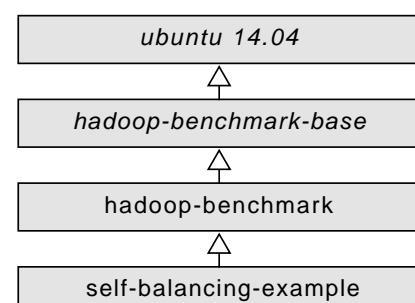 ubuntu 14.04
hadoop-benchmark-base
hadoop-benchmark
self-balancing-example